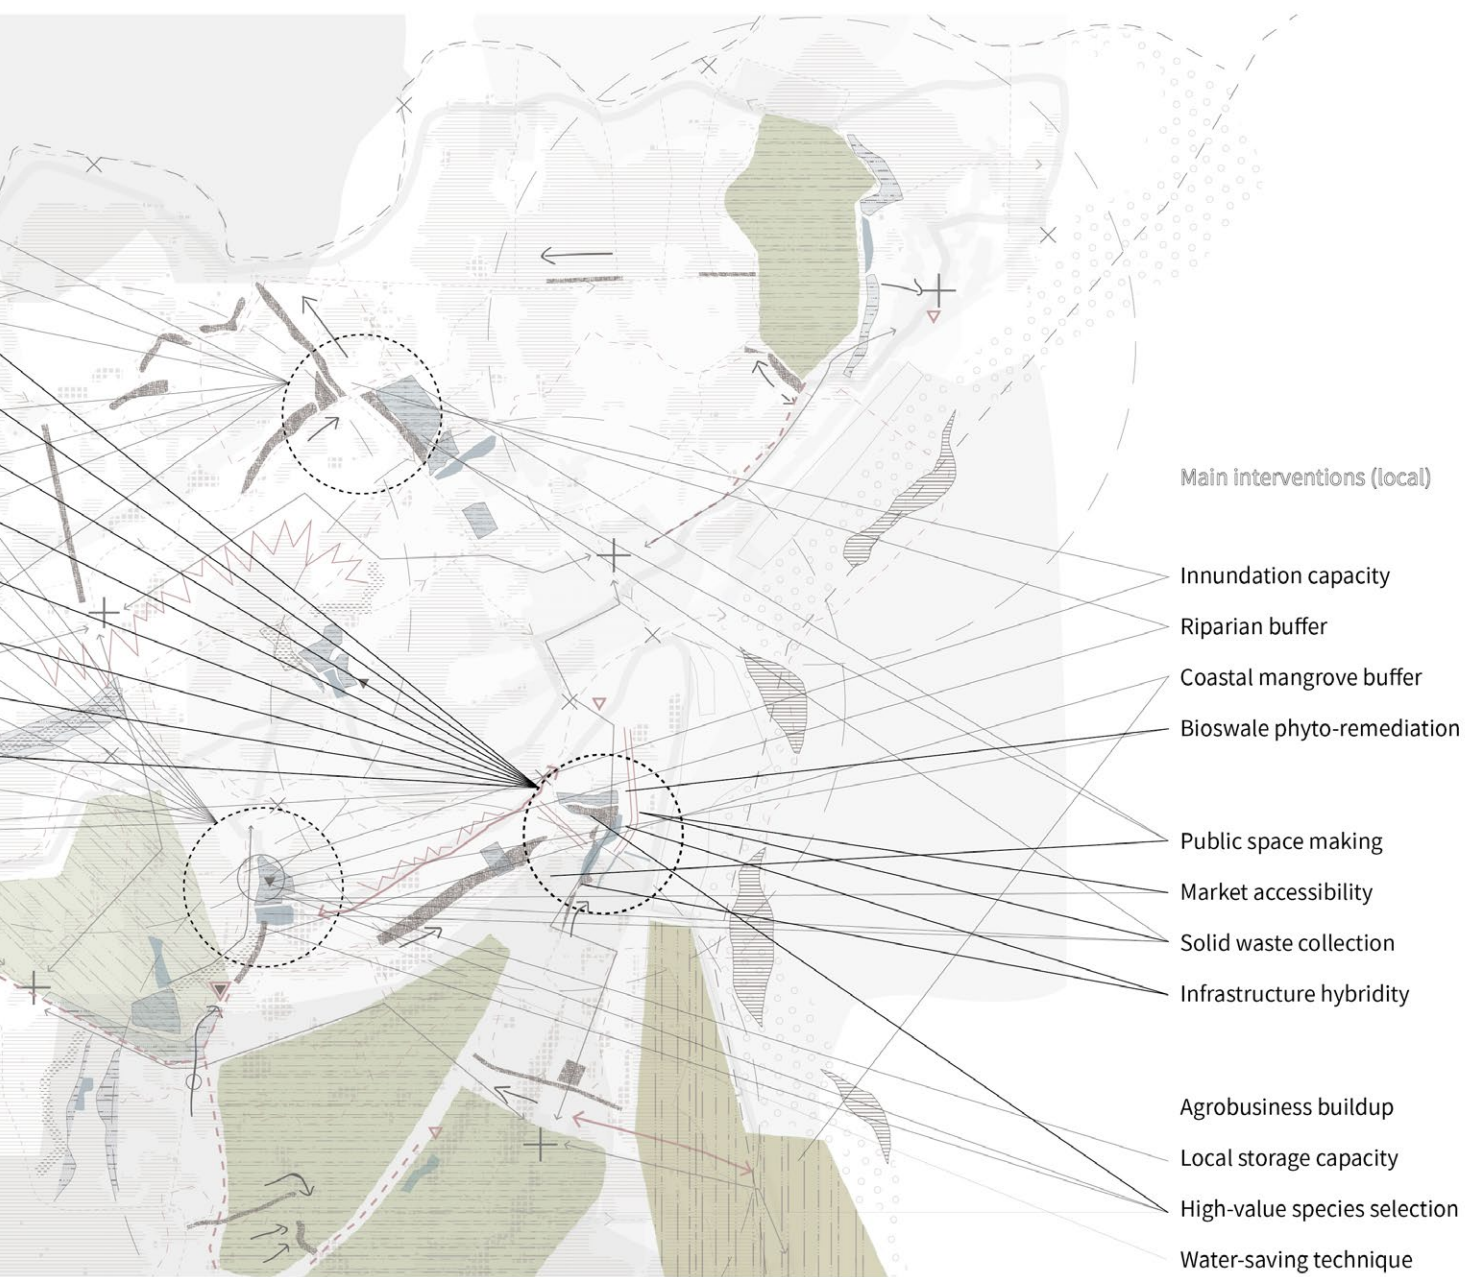 Main interventions (local)
Innundation capacity
Riparian buffer
Coastal mangrove buffer
Bioswale phyto-remediation
Public space making
Market accessibility
Solid waste collection
Infrastructure hybridity
Agrobusiness buildup
Local storage capacity
High-value species selection
Water-saving technique